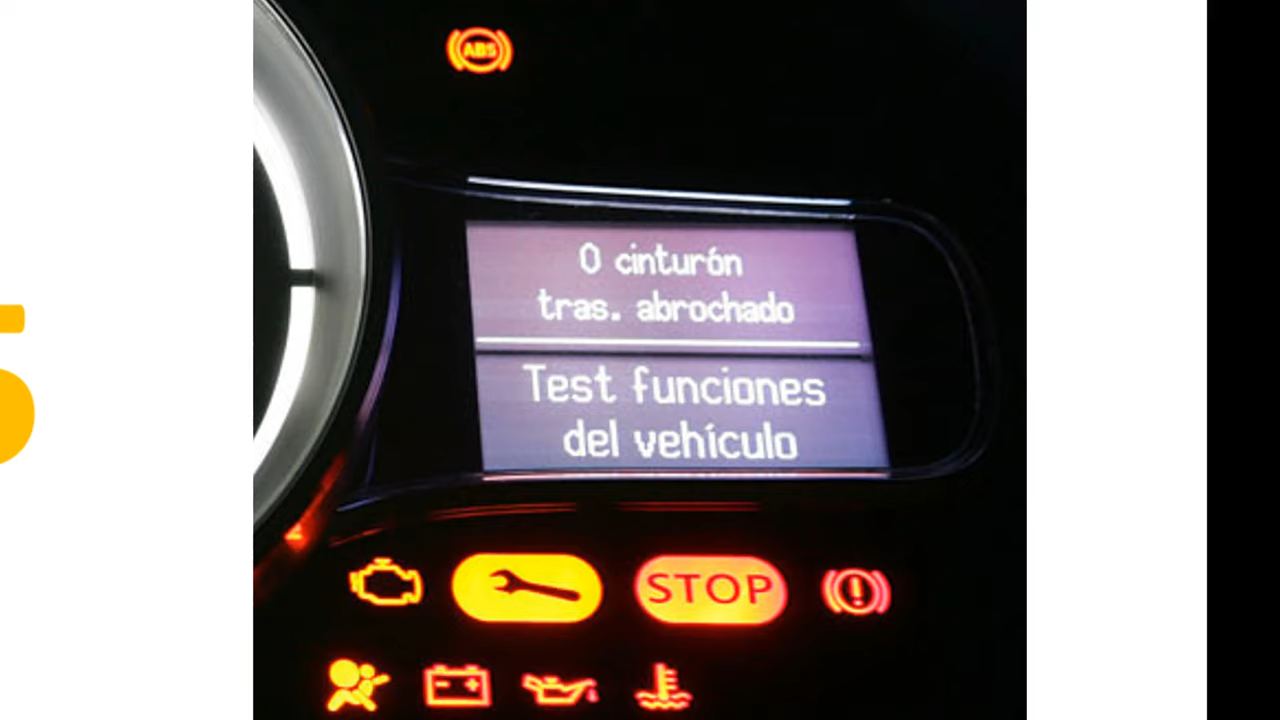 ABS
0 cinturón
tras. abrochado
Test funciones
del vehículo
STOP